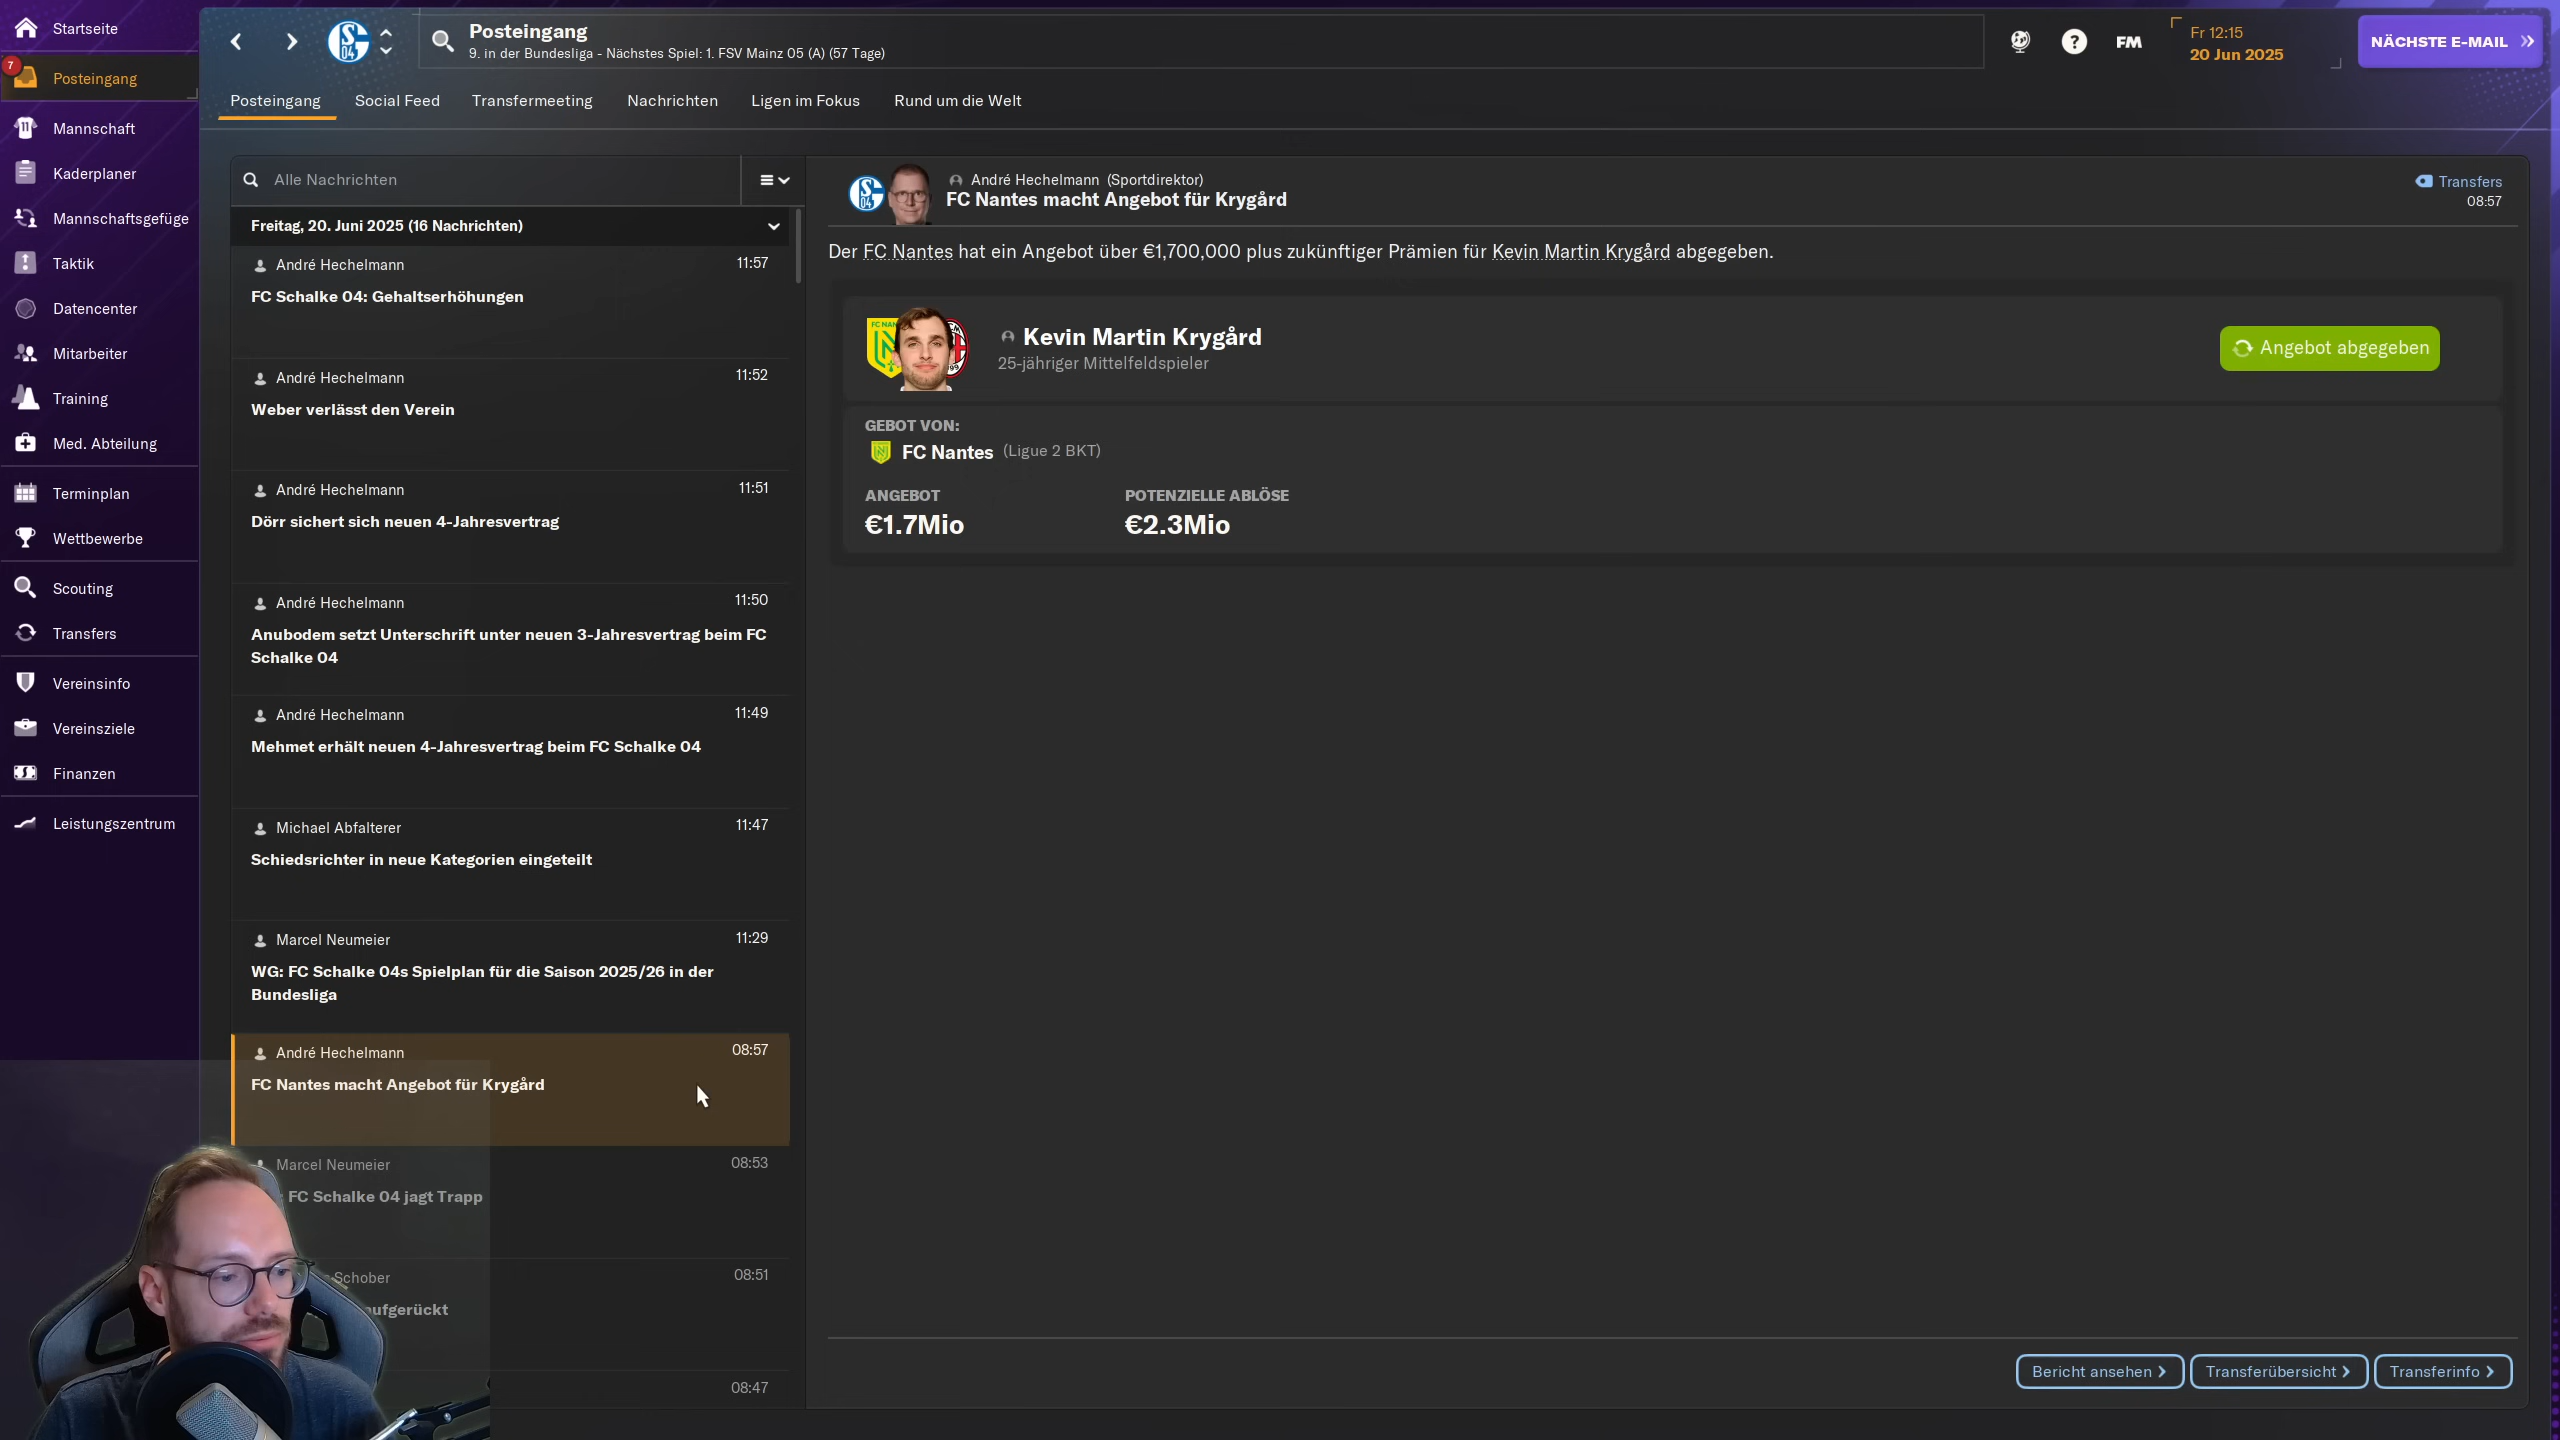 Startseite
7
Posteingang
Mannschaft
Kaderplaner
Mannschaftsgefüge
Taktik
Datencenter
Mitarbeiter
Training
Med. Abteilung
Terminplan
Wettbewerbe
Scouting
Transfers
Vereinsinfo
Vereinsziele
Finanzen
Leistungszentrum
Posteingang
9. in der Bundesliga - Nächstes Spiel: 1. FSV Mainz 05 (A) (57 Tage)
FM
Fr 12:15
20 Jun 2025
NÄCHSTE E-MAIL
Posteingang Social Feed Transfermeeting Nachrichten Ligen im Fokus Rund um die Welt
Alle Nachrichten
Freitag, 20. Juni 2025 (16 Nachrichten)
André Hechelmann 11:57
FC Schalke 04: Gehaltserhöhungen
André Hechelmann 11:52
Weber verlässt den Verein
André Hechelmann 11:51
Dörr sichert sich neuen 4-Jahresvertrag
André Hechelmann 11:50
Anubodem setzt Unterschrift unter neuen 3-Jahresvertrag beim FC
Schalke 04
André Hechelmann 11:49
Mehmet erhält neuen 4-Jahresvertrag beim FC Schalke 04
Michael Abfalterer 11:47
Schiedsrichter in neue Kategorien eingeteilt
Marcel Neumeier 11:29
WG: FC Schalke 04s Spielplan für die Saison 2025/26 in der
Bundesliga
André Hechelmann 08:57
FC Nantes macht Angebot für Krygård
Marcel Neumeier 08:53
FC Schalke 04 jagt Trapp
Schober 08:51
aufgerückt
08:47
André Hechelmann (Sportdirektor)
FC Nantes macht Angebot für Krygård
Transfers
08:57
Der FC Nantes hat ein Angebot über €1,700,000 plus zukünftiger Prämien für Kevin Martin Krygård abgegeben.
Kevin Martin Krygård
25-jähriger Mittelfeldspieler
Angebot abgegeben
GEBOT VON:
FC Nantes (Ligue 2 BKT)
ANGEBOT POTENZIELLE ABLÖSE
€1.7Mio €2.3Mio
Bericht ansehen Transferübersicht Transferinfo